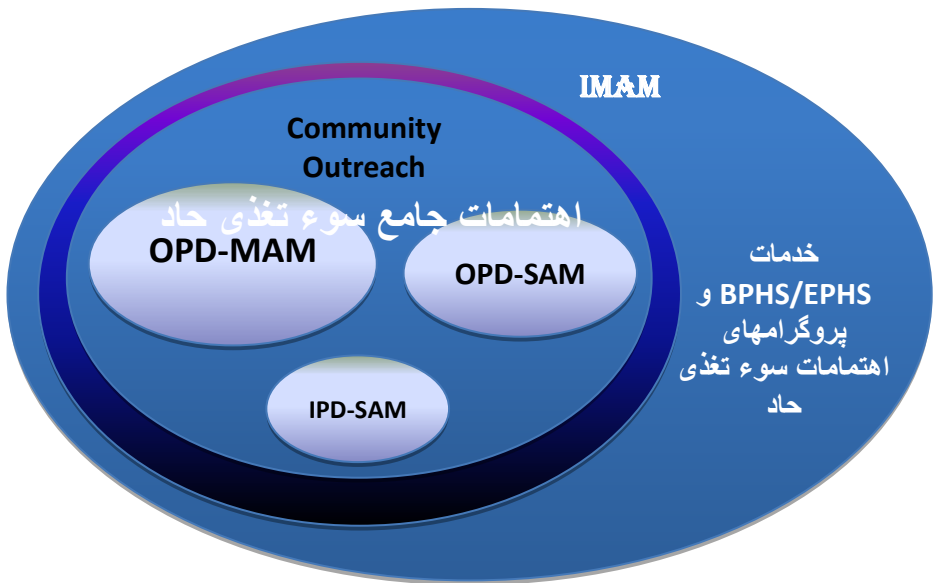 IMAM
Community
Outreach
اهتمامات جامع سوء تغذی حاد
OPD-MAM
OPD-SAM
IPD-SAM
خدمات
BPHS/EPHS و
پروگرامهای
اهتمامات سوء تغذی
حاد